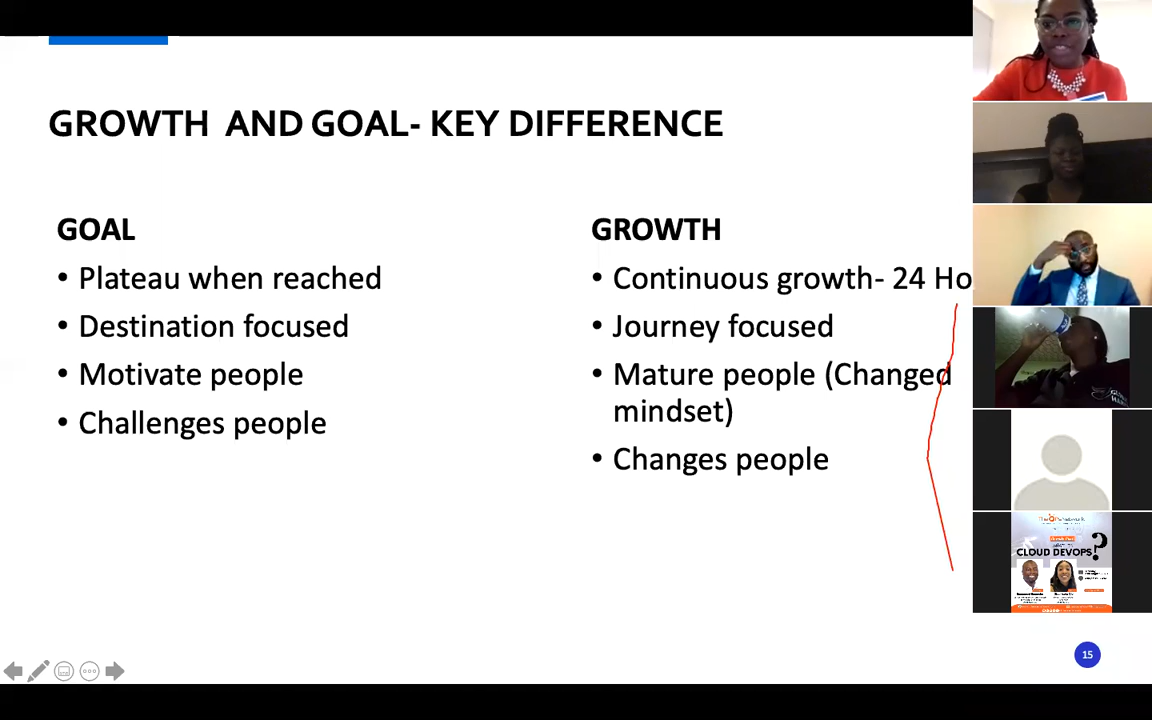 GROWTH AND GOAL- KEY DIFFERENCE
GOAL
• Plateau when reached
• Destination focused
• Motivate people
• Challenges people
GROWTH
• Continuous growth- 24 Ho
• Journey focused
• Mature people (Changed
mindset)
• Changes people
CLOUD DEVOPS?
15